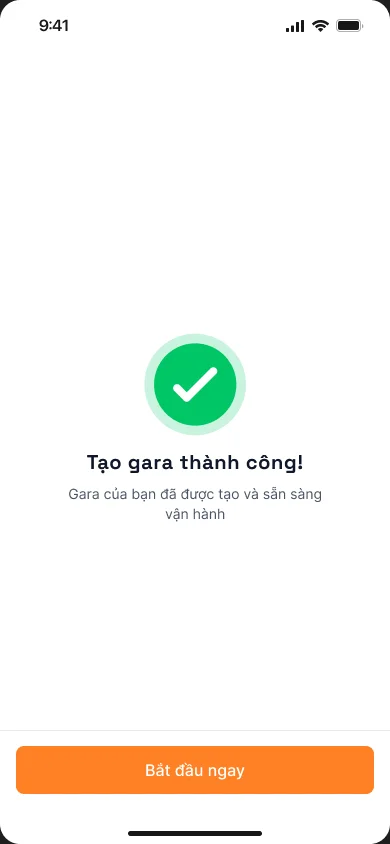 9:41
Tạo gara thành công!
Gara của bạn đã được tạo và sẵn sàng
vận hành
Bắt đầu ngay